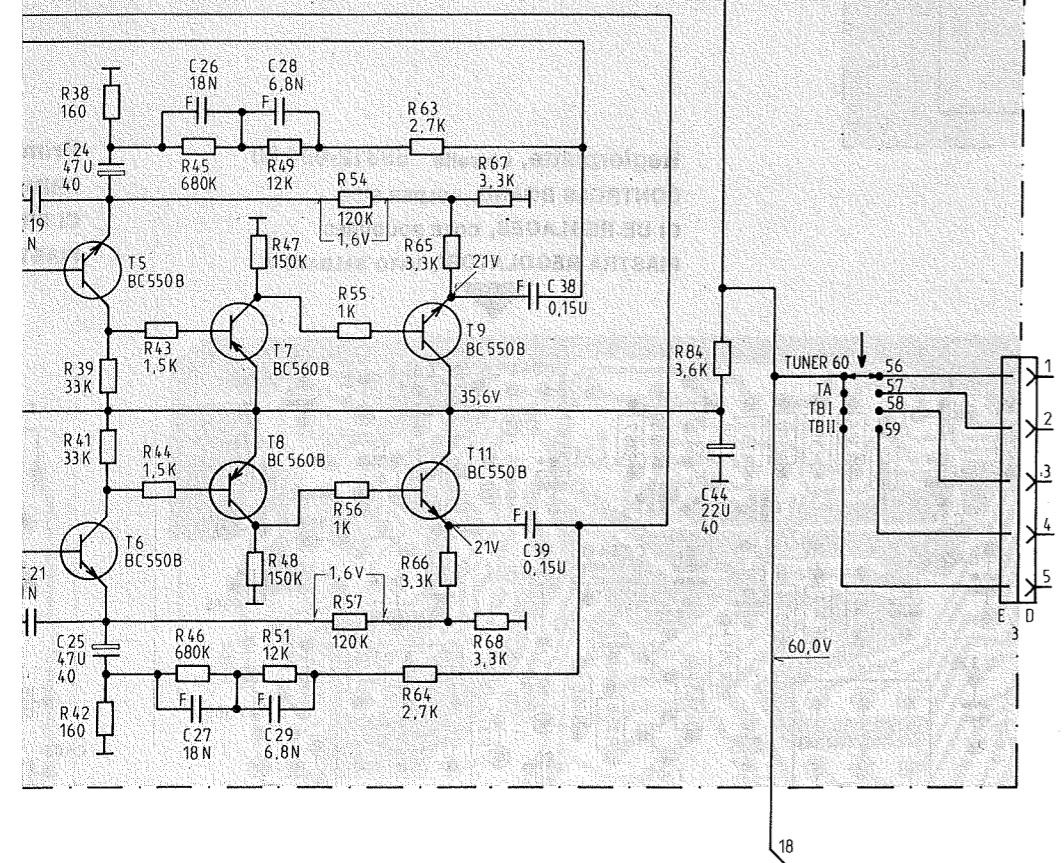 C26
18N
C28
6,8N
R38
160
F
F
R63
2,7K
C24
47U
40
R45
680K
R49
12K
R54
120K
1,6V
R67
3,3K
19
N
R47
150K
R65
3,3K
21V
T5
BC550B
R55
1K
F
C38
0,15U
R43
1,5K
T7
BC560B
T9
BC550B
R39
33K
R84
3,6K
TUNER 60
56
TA
57
TBI
58
TBII
59
1
2
3
4
5
E
D
3
35,6V
R41
33K
R44
1,5K
T8
BC560B
T11
BC550B
R56
1K
C44
22U
40
F
C39
0,15U
21V
T6
BC550B
R48
150K
R66
3,3K
21
N
1,6V
R57
120K
R68
3,3K
C25
47U
40
R46
680K
R51
12K
R64
2,7K
60,0V
R42
160
F
F
C27
18N
C29
6,8N
18